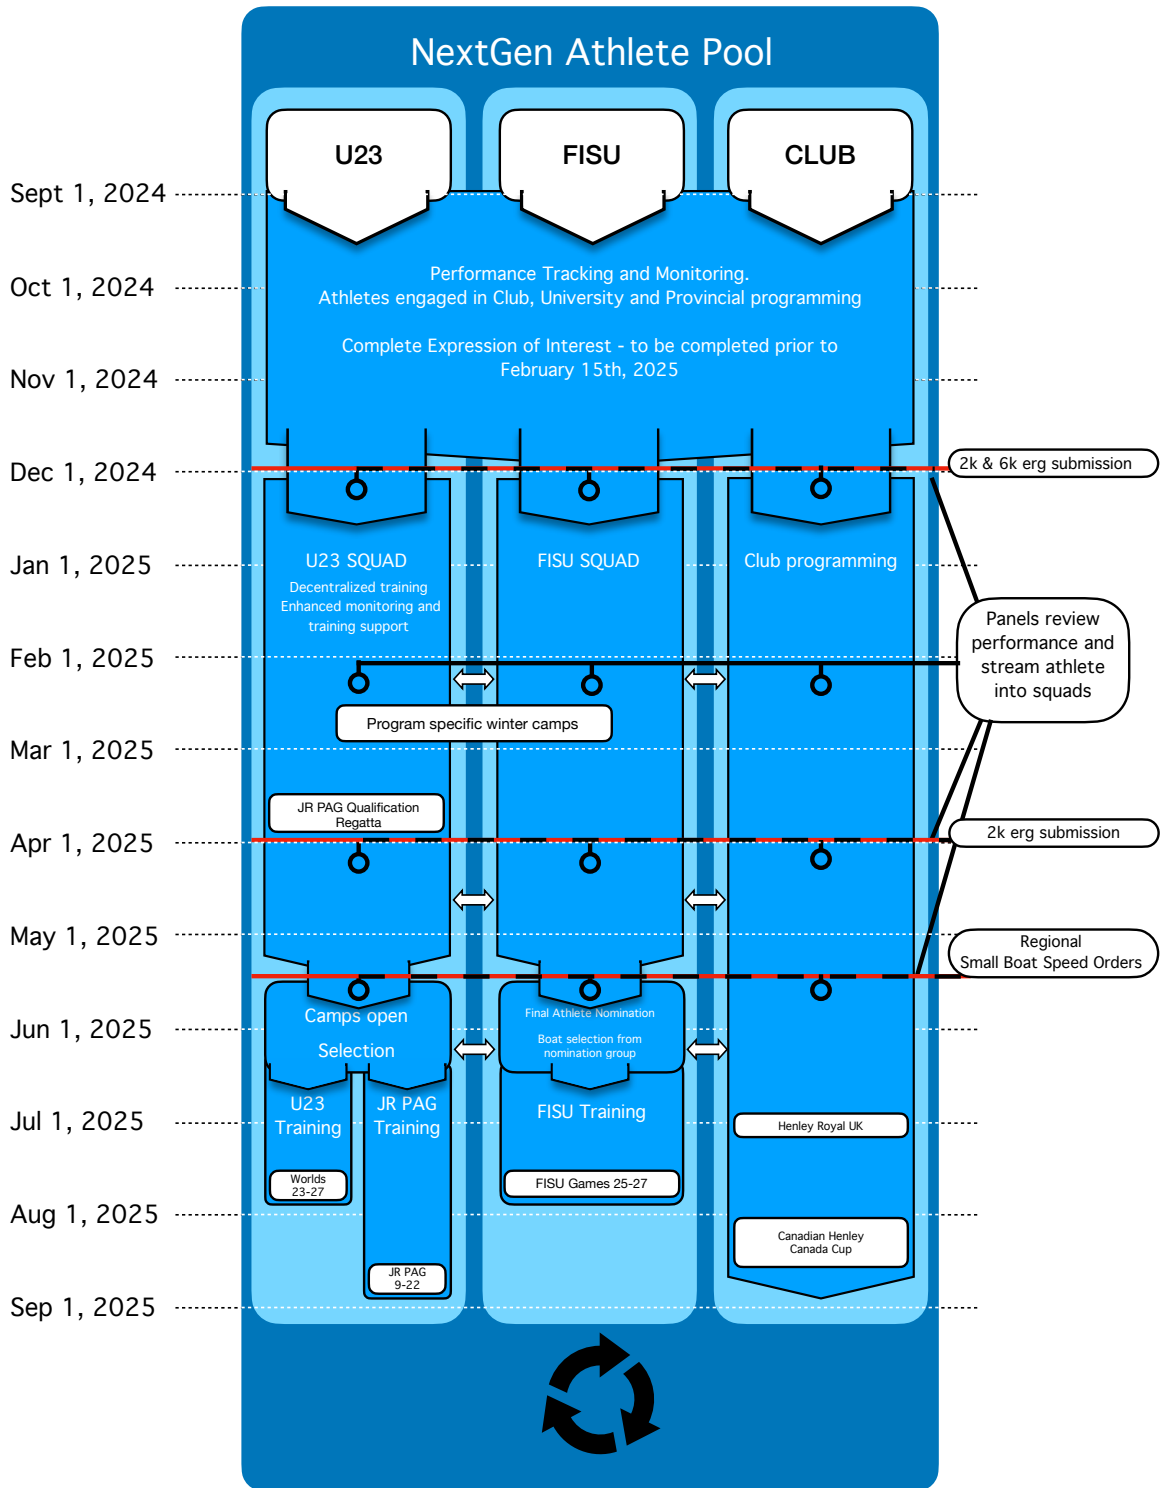 NextGen Athlete Pool
U23
FISU
CLUB
Sept 1, 2024
Oct 1, 2024
Performance Tracking and Monitoring.
Athletes engaged in Club, University and Provincial programming
Complete Expression of Interest - to be completed prior to
February 15th, 2025
Nov 1, 2024
Dec 1, 2024
2k & 6k erg submission
Jan 1, 2025
U23 SQUAD
Decentralized training
Enhanced monitoring and
training support
FISU SQUAD
Club programming
Panels review
performance and
stream athlete
into squads
Feb 1, 2025
Program specific winter camps
Mar 1, 2025
JR PAG Qualification
Regatta
Apr 1, 2025
2k erg submission
May 1, 2025
Regional
Small Boat Speed Orders
Jun 1, 2025
Camps open
Selection
Final Athlete Nomination
Boat selection from
nomination group
U23
Training
JR PAG
Training
FISU Training
Jul 1, 2025
Henley Royal UK
Worlds
23-27
FISU Games 25-27
Aug 1, 2025
Canadian Henley
Canada Cup
JR PAG
9-22
Sep 1, 2025